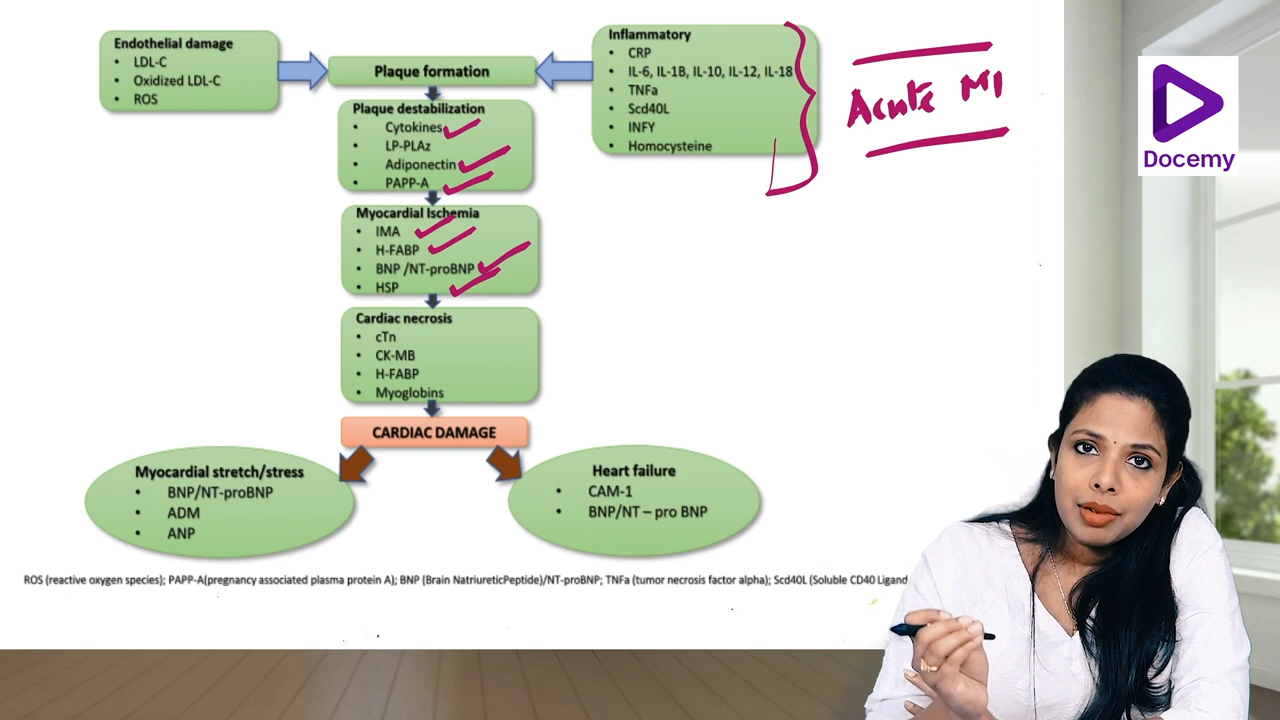 Endothelial damage
• LDL-C
• Oxidized LDL-C
• ROS
Plaque formation
Inflammatory
• CRP
• IL-6, IL-1B, IL-10, IL-12, IL-18
• TNFa
• Scd40L
• INFY
• Homocysteine
Acute MI
Docemy
Plaque destabilization
• Cytokines
• LP-PLAz
• Adiponectin
• PAPP-A
Myocardial Ischemia
• IMA
• H-FABP
• BNP /NT-proBNP
• HSP
Cardiac necrosis
• cTn
• CK-MB
• H-FABP
• Myoglobins
CARDIAC DAMAGE
Myocardial stretch/stress
• BNP/NT-proBNP
• ADM
• ANP
Heart failure
• CAM-1
• BNP/NT – pro BNP
ROS (reactive oxygen species); PAPP-A(pregnancy associated plasma protein A); BNP (Brain NatriureticPeptide)/NT-proBNP; TNFa (tumor necrosis factor alpha); Scd40L (Soluble CD40 Ligand